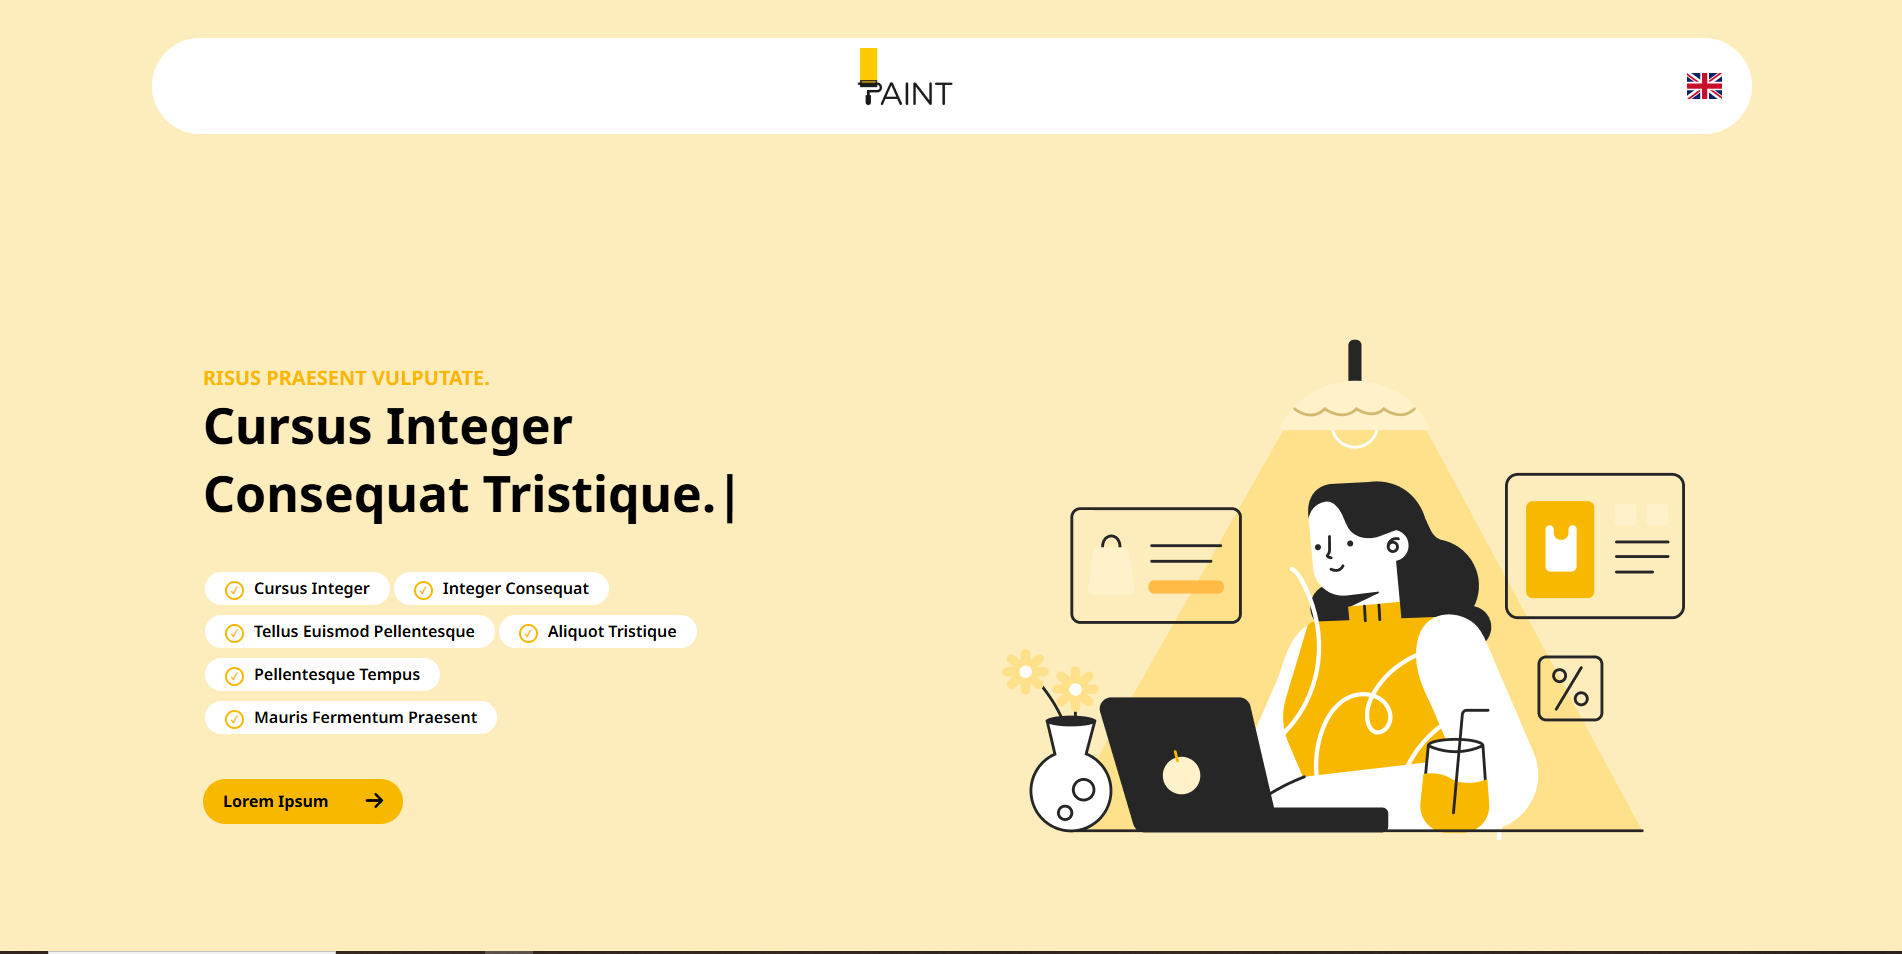 PAINT
RISUS PRAESENT VULPUTATE.
Cursus Integer
Consequat Tristique.|
Cursus Integer
Integer Consequat
Tellus Euismod Pellentesque
Aliquot Tristique
Pellentesque Tempus
Mauris Fermentum Praesent
Lorem Ipsum
%